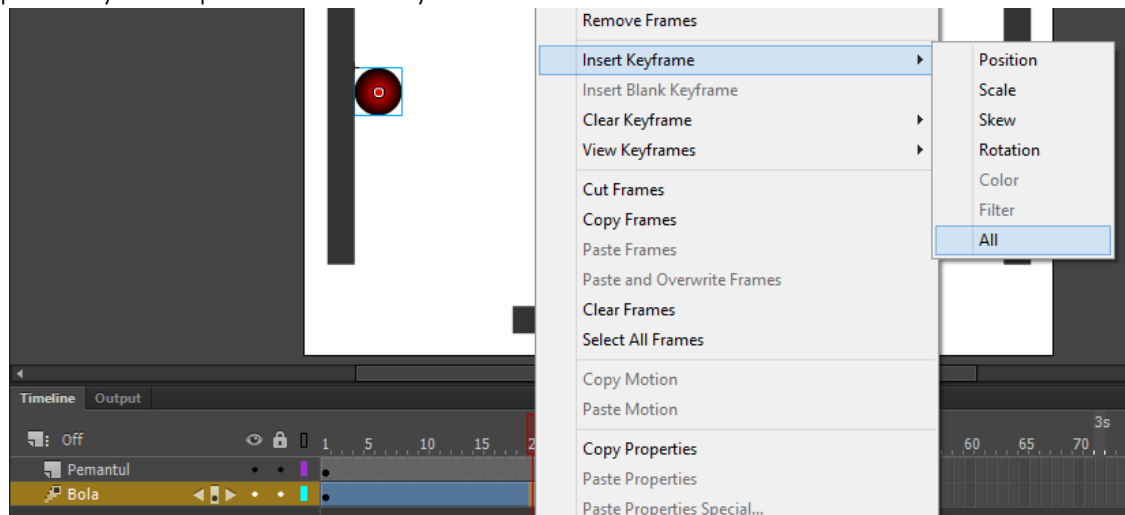 Remove Frames
Insert Keyframe
Insert Blank Keyframe
Clear Keyframe
View Keyframes
Cut Frames
Copy Frames
Paste Frames
Paste and Overwrite Frames
Clear Frames
Select All Frames
Copy Motion
Paste Motion
Copy Properties
Paste Properties
Paste Properties Special...
Position
Scale
Skew
Rotation
Color
Filter
All
Timeline Output
3s
Off 1 5 10 15 2 60 65 70
Pemantul
Bola